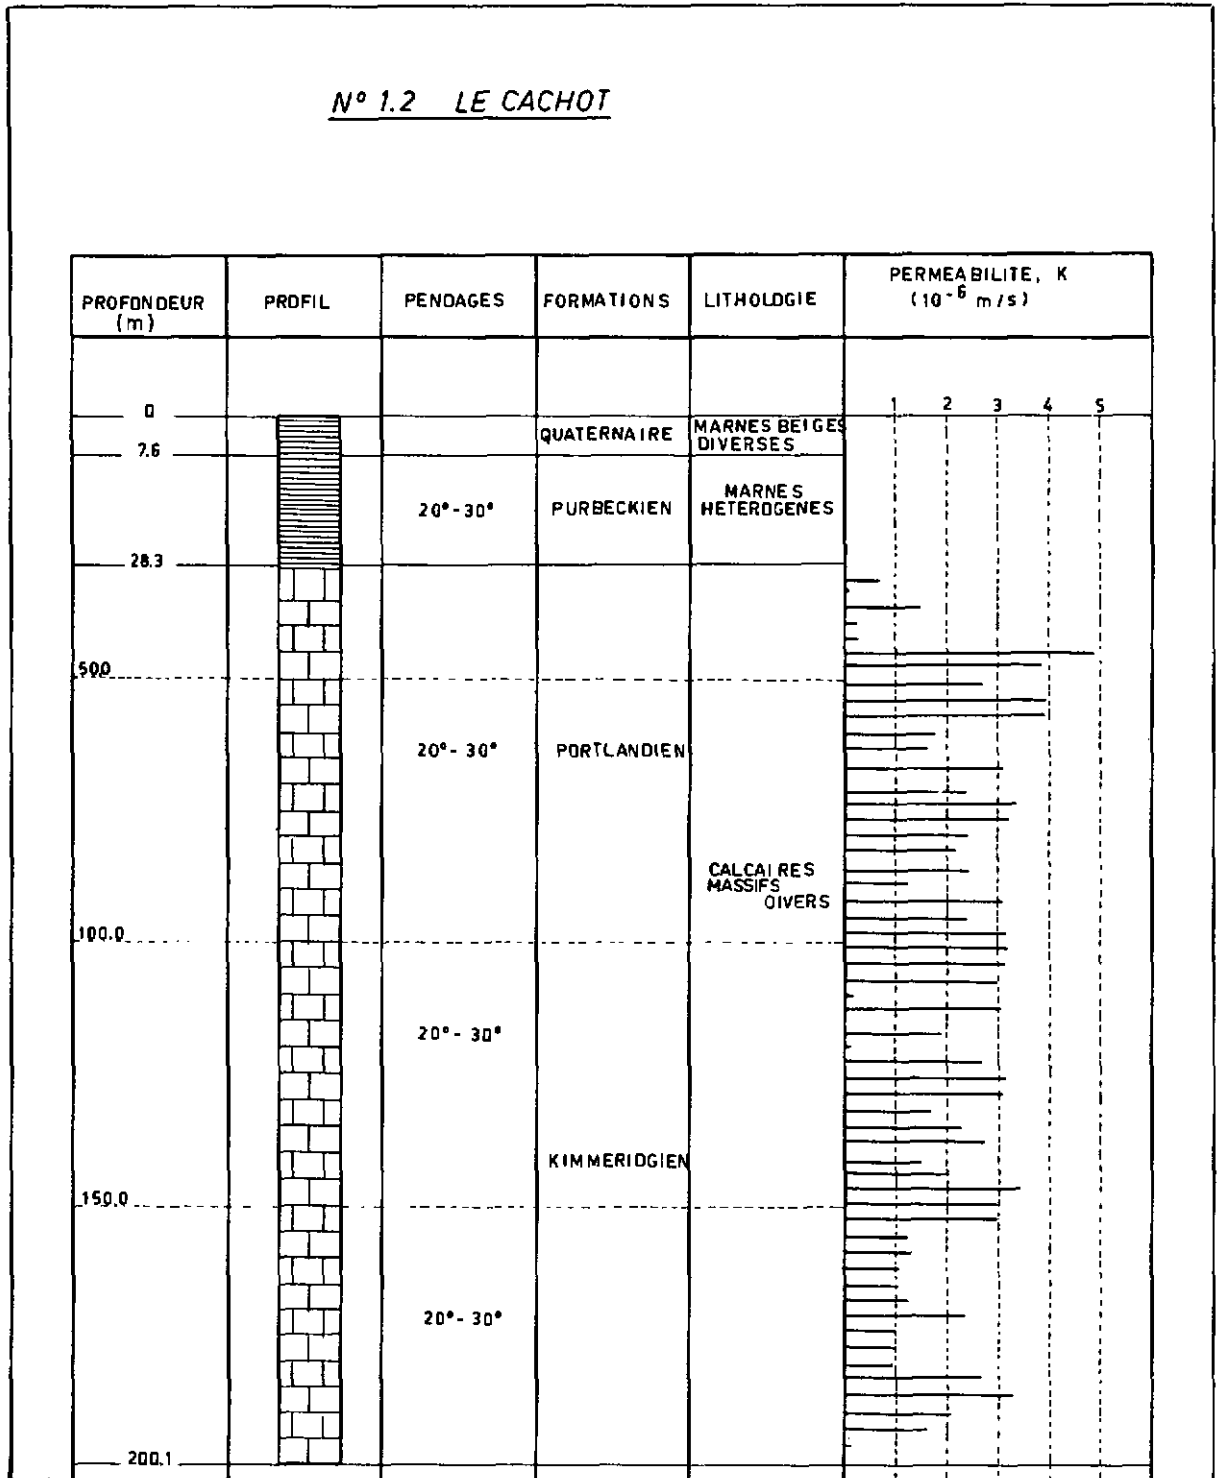 N° 1.2 LE CACHOT
PROFONDEUR
(m)
PROFIL
PENDAGES
FORMATIONS
LITHOLOGIE
PERMEABILITE, K
(10⁻⁶ m/s)
0
1 2 3 4 5
QUATERNAIRE
MARNES BEIGES
DIVERSES
7.6
20°-30°
PURBECKIEN
MARNES
HETEROGENES
28.3
50.0
20°-30°
PORTLANDIEN
CALCAIRES
MASSIFS
DIVERS
100.0
20°-30°
KIMMERIDGIEN
150.0
20°-30°
200.1